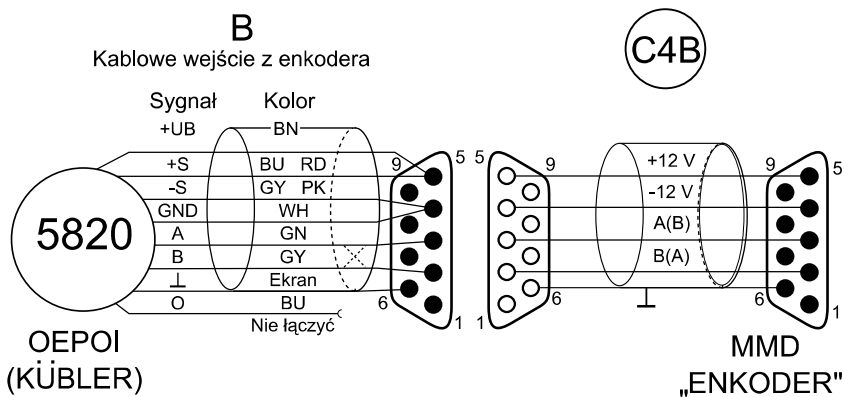 B
Kablowe wejście z enkodera
C4B
Sygnał Kolor
+UB BN
+S BU RD
-S GY PK
GND WH
A GN
B GY
⊥ Ekran
O BU
Nie łączyć
9 5
6 1
5820
OEPOI
(KÜBLER)
5 9
1 6
+12 V
-12 V
A(B)
B(A)
⊥
9 5
6 1
MMD
„ENKODER"